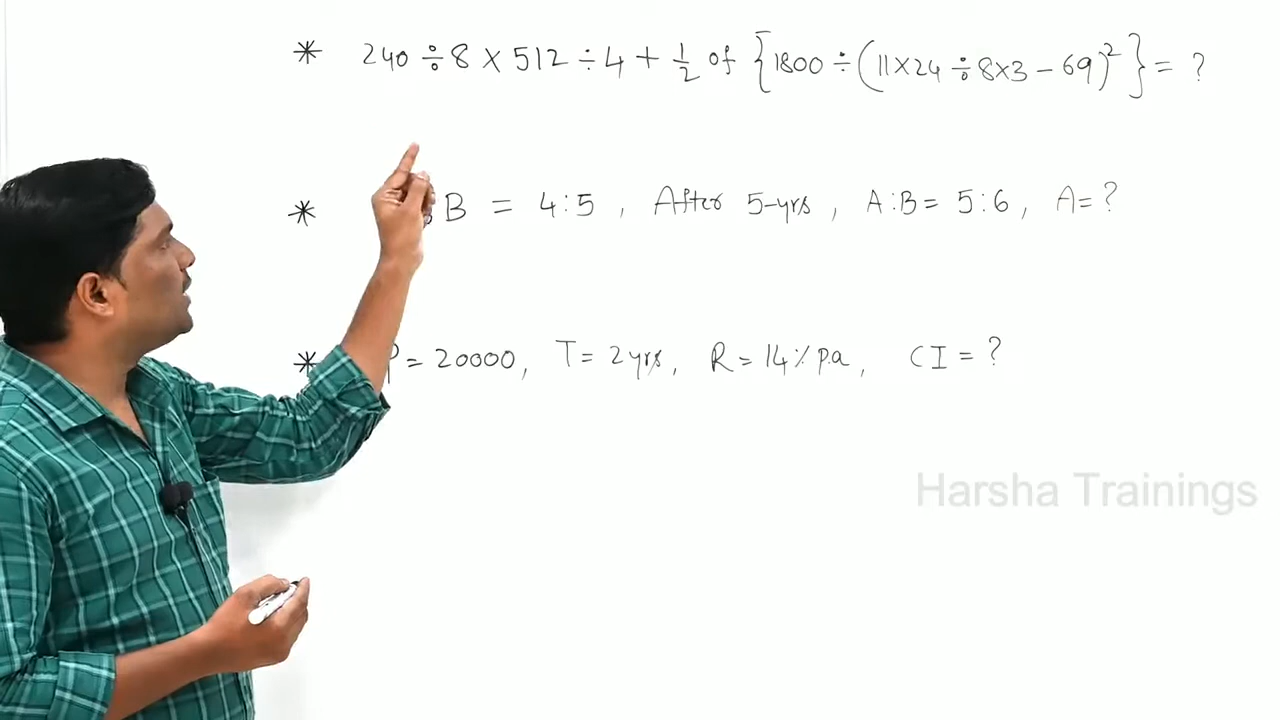 * 240 ÷ 8 × 512 ÷ 4 + 1/2 of {1800 ÷ (11×24 ÷ 8×3 − 69)²} = ?
* B = 4:5 , After 5-yrs , A:B = 5:6 , A= ?
* P = 20000, T = 2yrs, R = 14% p.a, CI = ?
Harsha Trainings